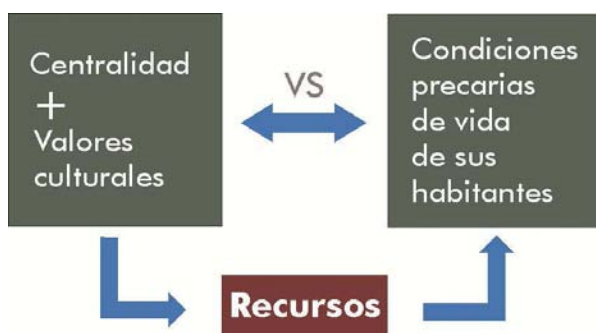 Centralidad
+
Valores
culturales
VS
Condiciones
precarias
de vida
de sus
habitantes
Recursos